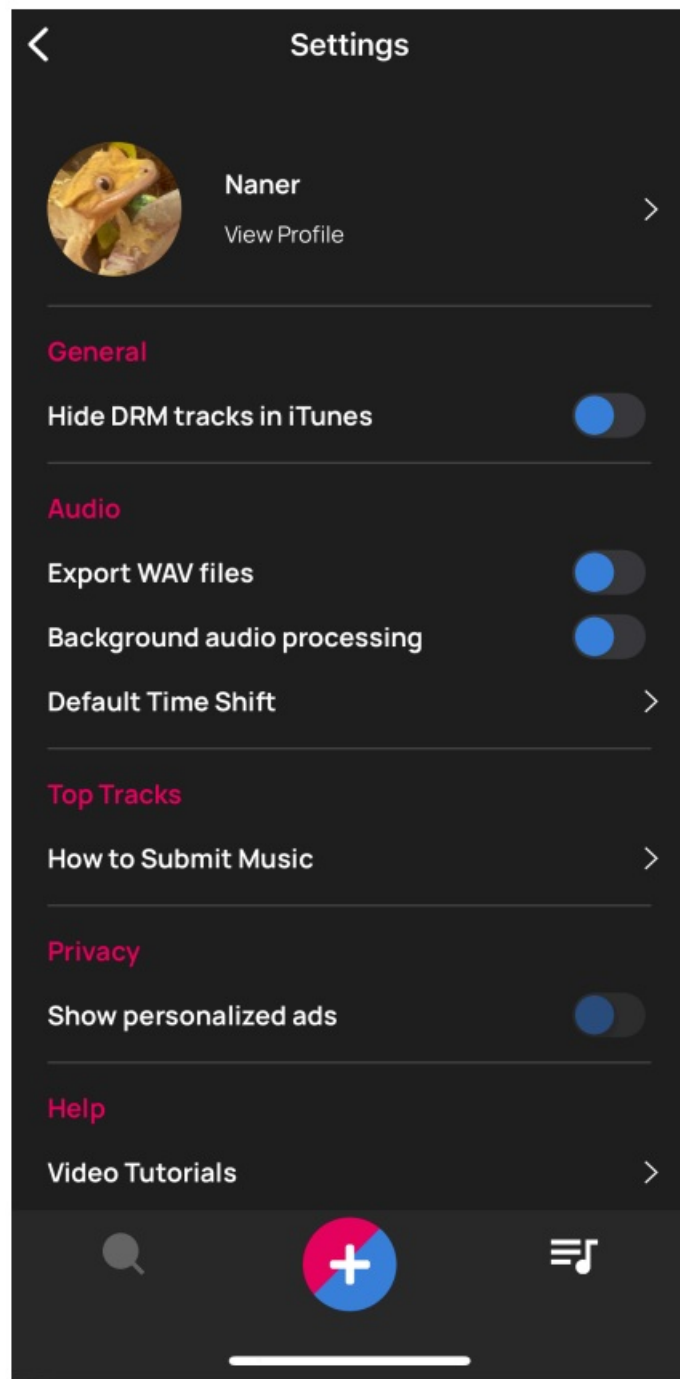 Settings
Naner
View Profile
General
Hide DRM tracks in iTunes
Audio
Export WAV files
Background audio processing
Default Time Shift
Top Tracks
How to Submit Music
Privacy
Show personalized ads
Help
Video Tutorials